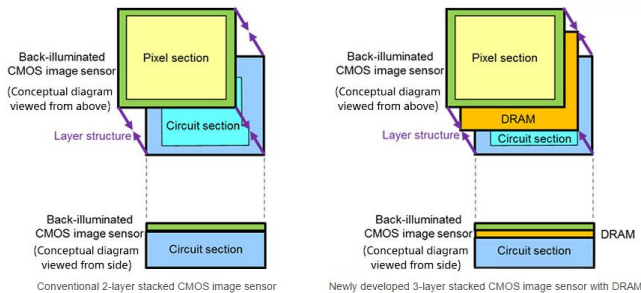 Back-illuminated
CMOS image sensor
(Conceptual diagram
viewed from above)
Pixel section
Circuit section
Layer structure
Back-illuminated
CMOS image sensor
(Conceptual diagram
viewed from side)
Circuit section
Conventional 2-layer stacked CMOS image sensor
Back-illuminated
CMOS image sensor
(Conceptual diagram
viewed from above)
Pixel section
DRAM
Circuit section
Layer structure
Back-illuminated
CMOS image sensor
(Conceptual diagram
viewed from side)
DRAM
Circuit section
Newly developed 3-layer stacked CMOS image sensor with DRAM